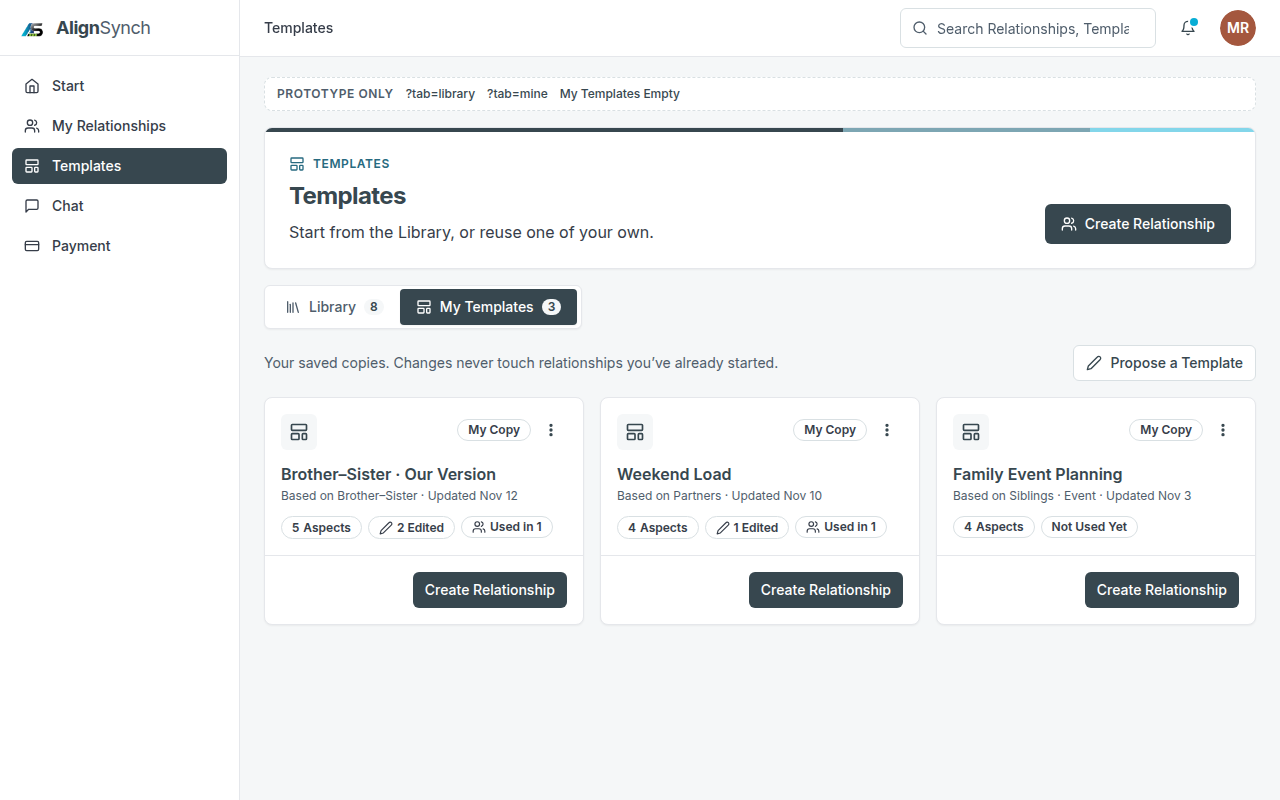 AlignSynch
Templates
Search Relationships, Templa
MR
Start
My Relationships
Templates
Chat
Payment
PROTOTYPE ONLY ?tab=library ?tab=mine My Templates Empty
TEMPLATES
Templates
Start from the Library, or reuse one of your own.
Create Relationship
Library 8
My Templates 3
Your saved copies. Changes never touch relationships you’ve already started.
Propose a Template
My Copy
Brother–Sister · Our Version
Based on Brother–Sister · Updated Nov 12
5 Aspects 2 Edited Used in 1
Create Relationship
My Copy
Weekend Load
Based on Partners · Updated Nov 10
4 Aspects 1 Edited Used in 1
Create Relationship
My Copy
Family Event Planning
Based on Siblings · Event · Updated Nov 3
4 Aspects Not Used Yet
Create Relationship